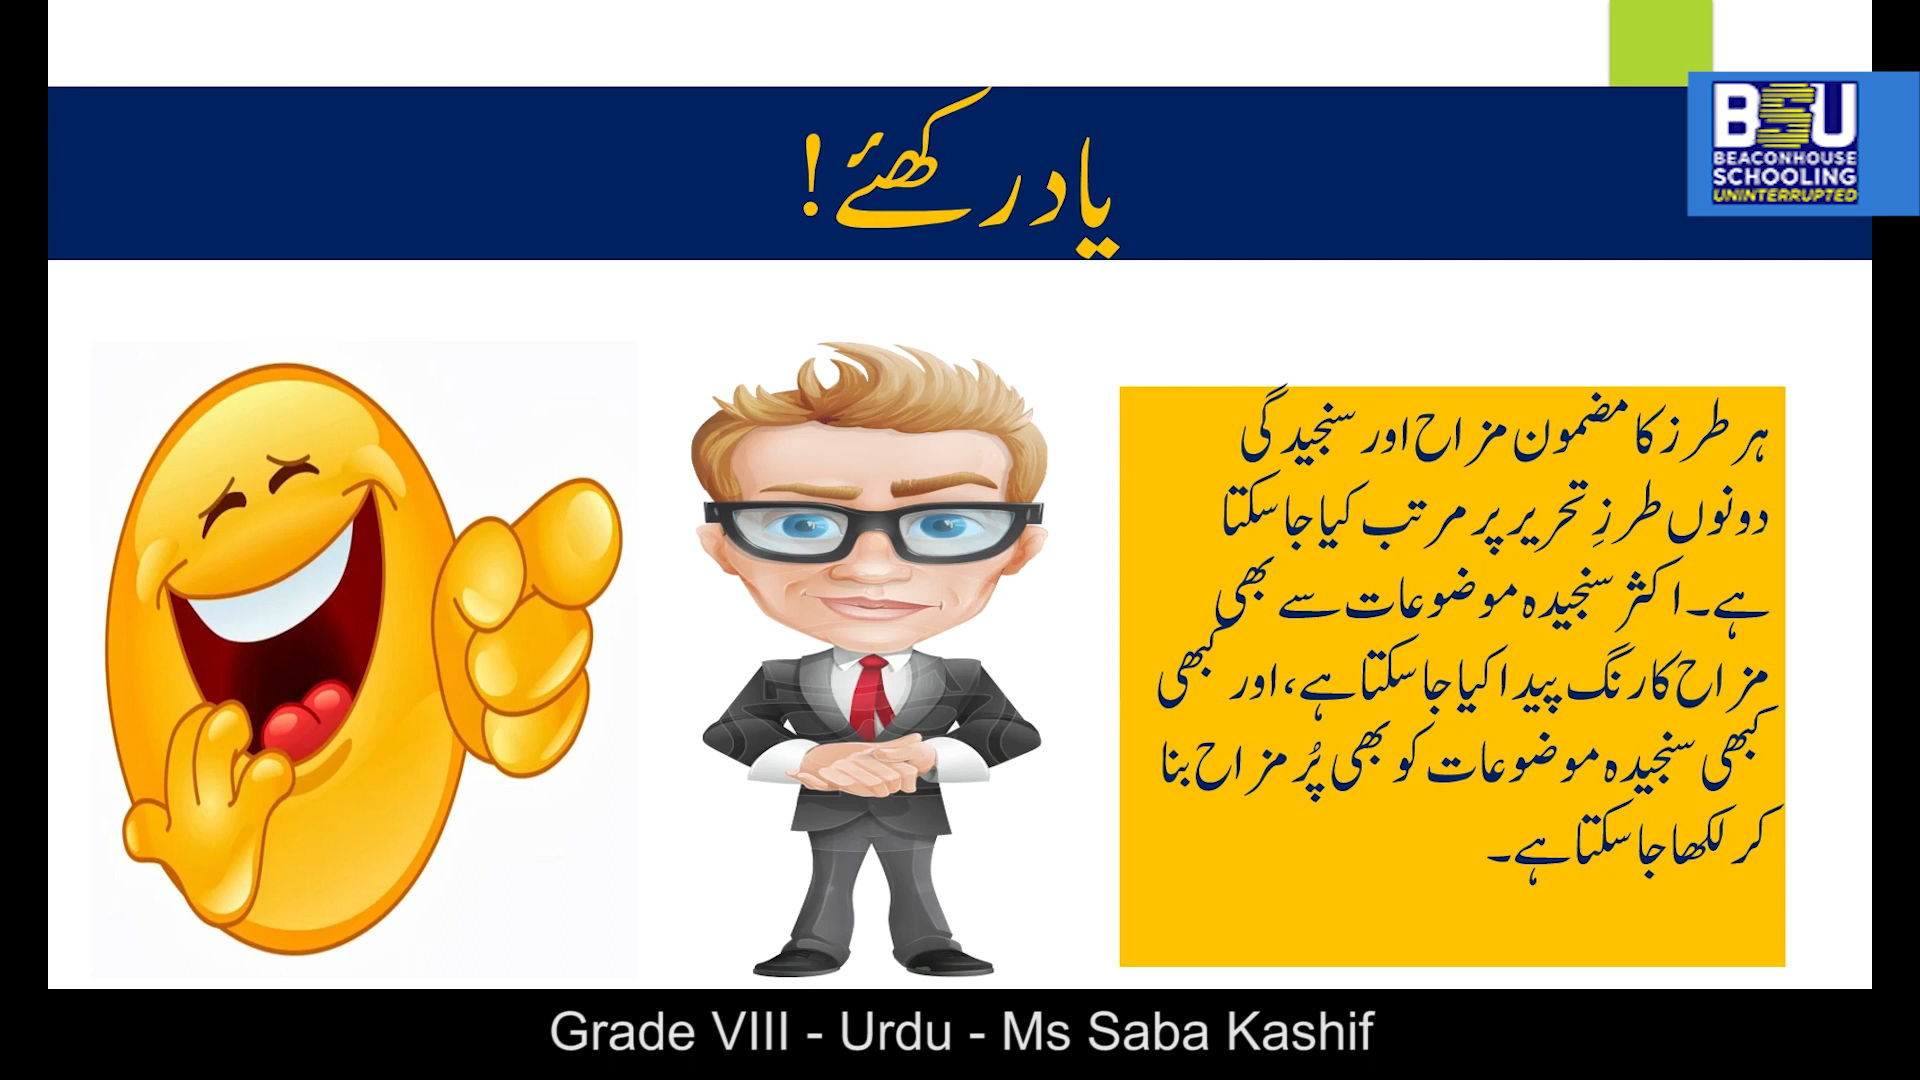 یاد رکھئے!
BSU
BEACONHOUSE
SCHOOLING
UNINTERRUPTED
ہر طرز کا مضمون مزاح اور سنجیدگی
دونوں طرزِ تحریر پر مرتب کیا جا سکتا
ہے۔ اکثر سنجیدہ موضوعات سے بھی
مزاح کا رنگ پیدا کیا جا سکتا ہے، اور کبھی
کبھی سنجیدہ موضوعات کو بھی پُر مزاح بنا
کر لکھا جا سکتا ہے۔
Grade VIII - Urdu - Ms Saba Kashif